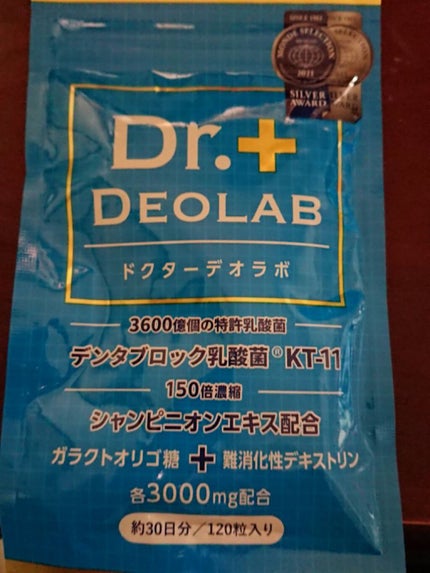 MONDE SELECTION
2021
SILVER
AWARD
Dr.+
DEOLAB
ドクターデオラボ
3600億個の特許乳酸菌
デンタブロック乳酸菌® KT-11
150倍濃縮
シャンピニオンエキス配合
ガラクトオリゴ糖 + 難消化性デキストリン
各3000mg配合
約30日分/120粒入り